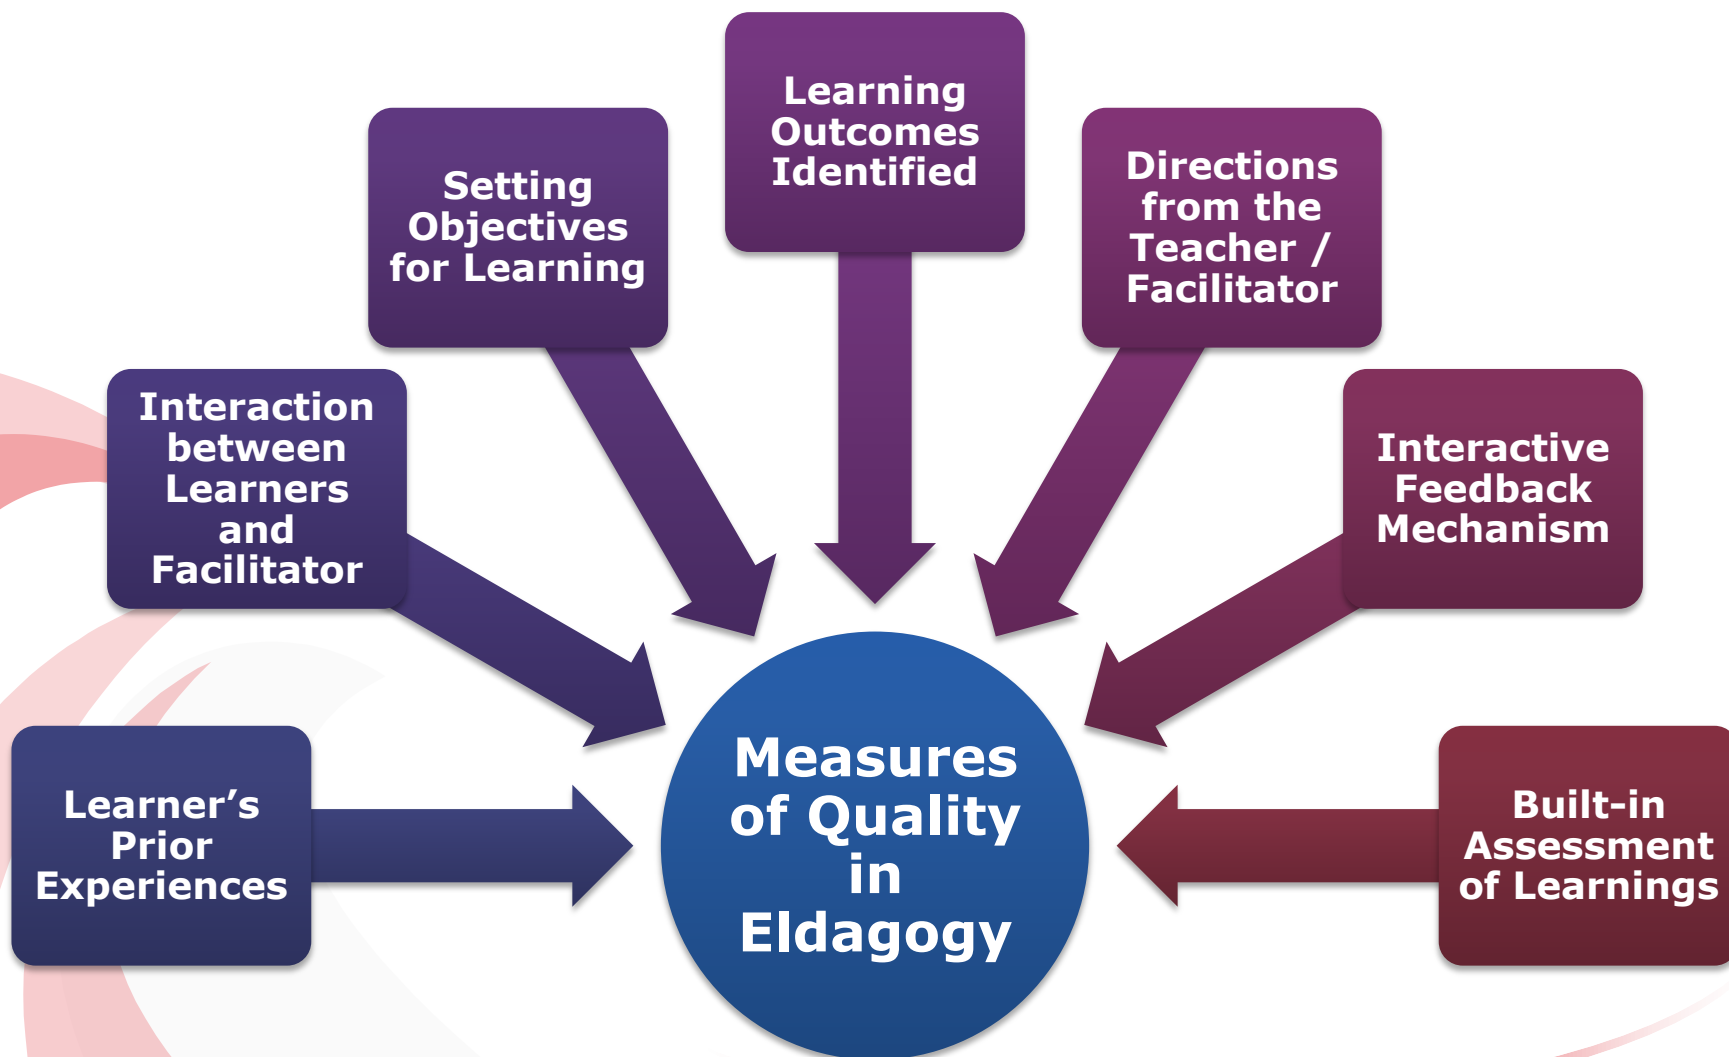 Learning
Outcomes
Identified
Setting
Objectives
for Learning
Directions
from the
Teacher /
Facilitator
Interaction
between
Learners
and
Facilitator
Interactive
Feedback
Mechanism
Learner’s
Prior
Experiences
Measures
of Quality
in
Eldagogy
Built-in
Assessment
of Learnings